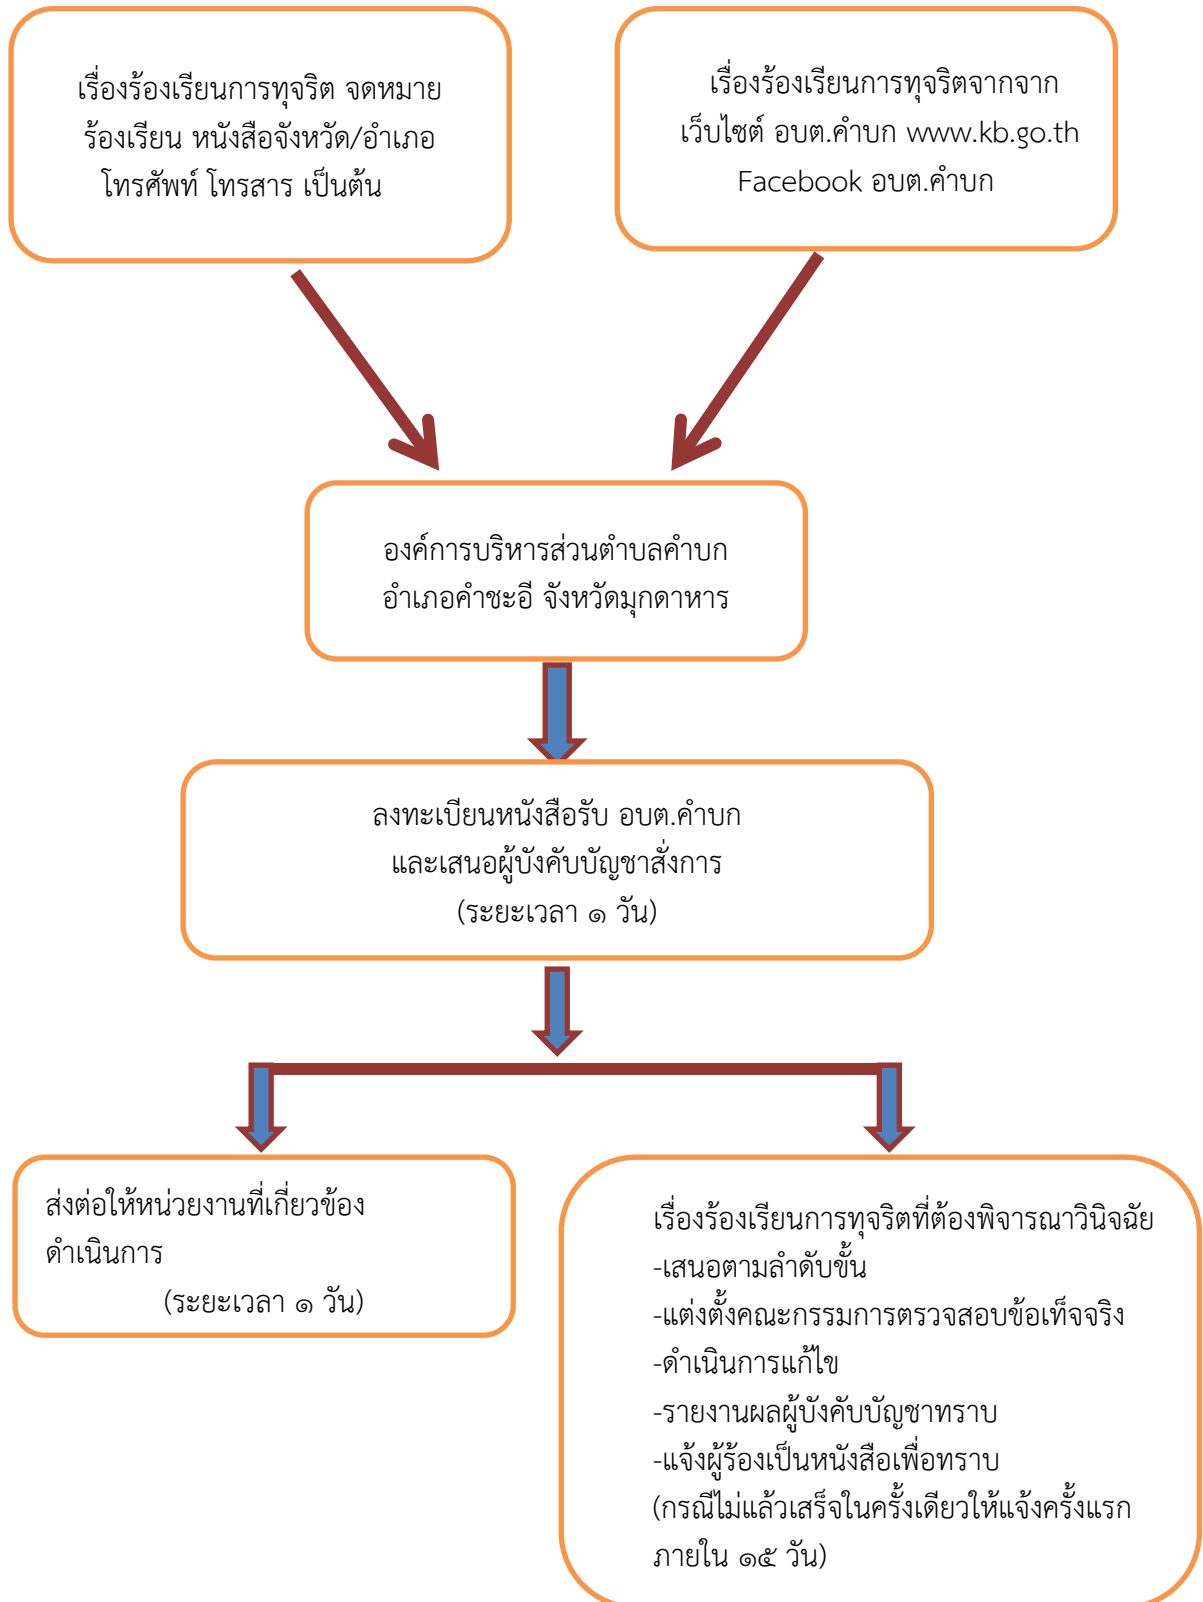 เรื่องร้องเรียนการทุจริต จดหมาย
ร้องเรียน หนังสือจังหวัด/อำเภอ
โทรศัพท์ โทรสาร เป็นต้น
เรื่องร้องเรียนการทุจริตจากจาก
เว็บไซต์ อบต.คำบก www.kb.go.th
Facebook อบต.คำบก
องค์การบริหารส่วนตำบลคำบก
อำเภอคำชะอี จังหวัดมุกดาหาร
ลงทะเบียนหนังสือรับ อบต.คำบก
และเสนอผู้บังคับบัญชาสั่งการ
(ระยะเวลา ๑ วัน)
ส่งต่อให้หน่วยงานที่เกี่ยวข้อง
ดำเนินการ
(ระยะเวลา ๑ วัน)
เรื่องร้องเรียนการทุจริตที่ต้องพิจารณาวินิจฉัย
-เสนอตามลำดับขั้น
-แต่งตั้งคณะกรรมการตรวจสอบข้อเท็จจริง
-ดำเนินการแก้ไข
-รายงานผลผู้บังคับบัญชาทราบ
-แจ้งผู้ร้องเป็นหนังสือเพื่อทราบ
(กรณีไม่แล้วเสร็จในครั้งเดียวให้แจ้งครั้งแรก
ภายใน ๑๕ วัน)